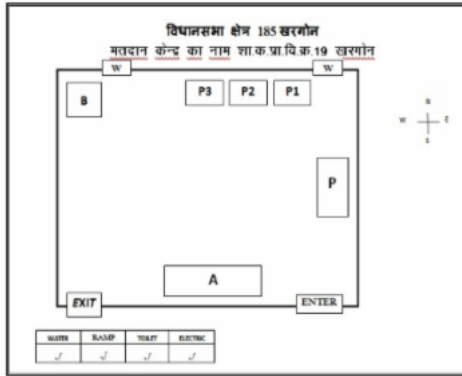 विधानसभा क्षेत्र 185 खरगोन
मतदान केन्द्र का नाम शा.क.प्रा.वि.क्र.19 खरगोन
W W
B P3 P2 P1
N
W E
S
P
A
EXIT ENTER
WATER RAMP TOILET ELECTRIC
√ √ √ √